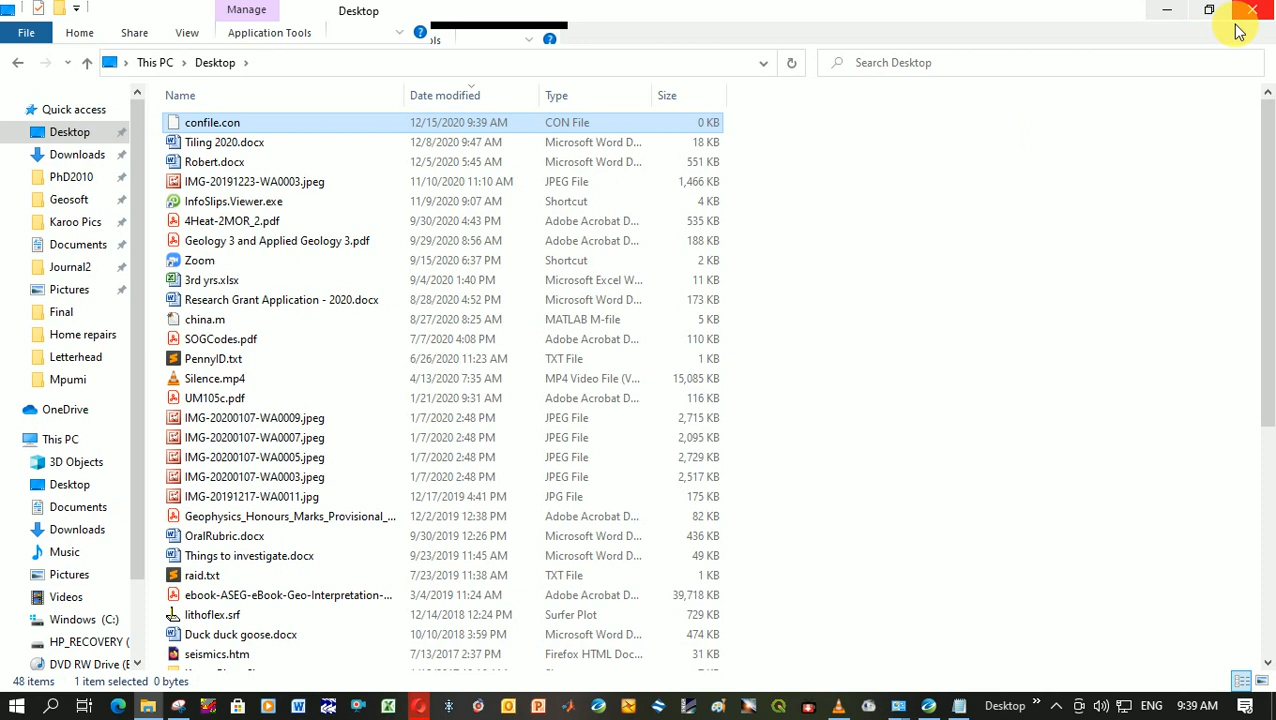 Manage Desktop
File Home Share View Application Tools
ols
This PC Desktop Search Desktop
Name Date modified Type Size
Quick access
Desktop
Downloads
PhD2010
Geosoft
Karoo Pics
Documents
Journal2
Pictures
Final
Home repairs
Letterhead
Mpumi
OneDrive
This PC
3D Objects
Desktop
Documents
Downloads
Music
Pictures
Videos
Windows (C:)
HP_RECOVERY (
DVD RW Drive (E
confile.con 12/15/2020 9:39 AM CON File 0 KB
Tiling 2020.docx 12/8/2020 9:47 AM Microsoft Word D... 18 KB
Robert.docx 12/5/2020 5:45 AM Microsoft Word D... 551 KB
IMG-20191223-WA0003.jpeg 11/10/2020 11:10 AM JPEG File 1,466 KB
InfoSlips.Viewer.exe 11/9/2020 9:07 AM Shortcut 4 KB
4Heat-2MOR_2.pdf 9/30/2020 4:43 PM Adobe Acrobat D... 535 KB
Geology 3 and Applied Geology 3.pdf 9/29/2020 8:56 AM Adobe Acrobat D... 188 KB
Zoom 9/15/2020 6:37 PM Shortcut 2 KB
3rd yrs.xlsx 9/4/2020 1:40 PM Microsoft Excel W... 11 KB
Research Grant Application - 2020.docx 8/28/2020 4:52 PM Microsoft Word D... 173 KB
china.m 8/27/2020 8:25 AM MATLAB M-file 5 KB
SOGCodes.pdf 7/7/2020 4:08 PM Adobe Acrobat D... 110 KB
PennyID.txt 6/26/2020 11:23 AM TXT File 1 KB
Silence.mp4 4/13/2020 7:35 AM MP4 Video File (V... 15,085 KB
UM105c.pdf 1/21/2020 9:31 AM Adobe Acrobat D... 116 KB
IMG-20200107-WA0009.jpeg 1/7/2020 2:48 PM JPEG File 2,715 KB
IMG-20200107-WA0007.jpeg 1/7/2020 2:48 PM JPEG File 2,095 KB
IMG-20200107-WA0005.jpeg 1/7/2020 2:48 PM JPEG File 2,729 KB
IMG-20200107-WA0003.jpeg 1/7/2020 2:48 PM JPEG File 2,517 KB
IMG-20191217-WA0011.jpg 12/17/2019 4:41 PM JPG File 175 KB
Geophysics_Honours_Marks_Provisional_... 12/2/2019 12:38 PM Adobe Acrobat D... 82 KB
OralRubric.docx 9/30/2019 12:26 PM Microsoft Word D... 436 KB
Things to investigate.docx 9/23/2019 11:45 AM Microsoft Word D... 49 KB
raid.txt 7/23/2019 11:38 AM TXT File 1 KB
ebook-ASEG-eBook-Geo-Interpretation-... 3/4/2019 11:24 AM Adobe Acrobat D... 39,718 KB
lithoflex.srf 12/14/2018 12:24 PM Surfer Plot 729 KB
Duck duck goose.docx 10/10/2018 3:59 PM Microsoft Word D... 474 KB
seismics.htm 7/13/2017 2:37 PM Firefox HTML Doc... 31 KB
48 items 1 item selected 0 bytes
Desktop ENG 9:39 AM